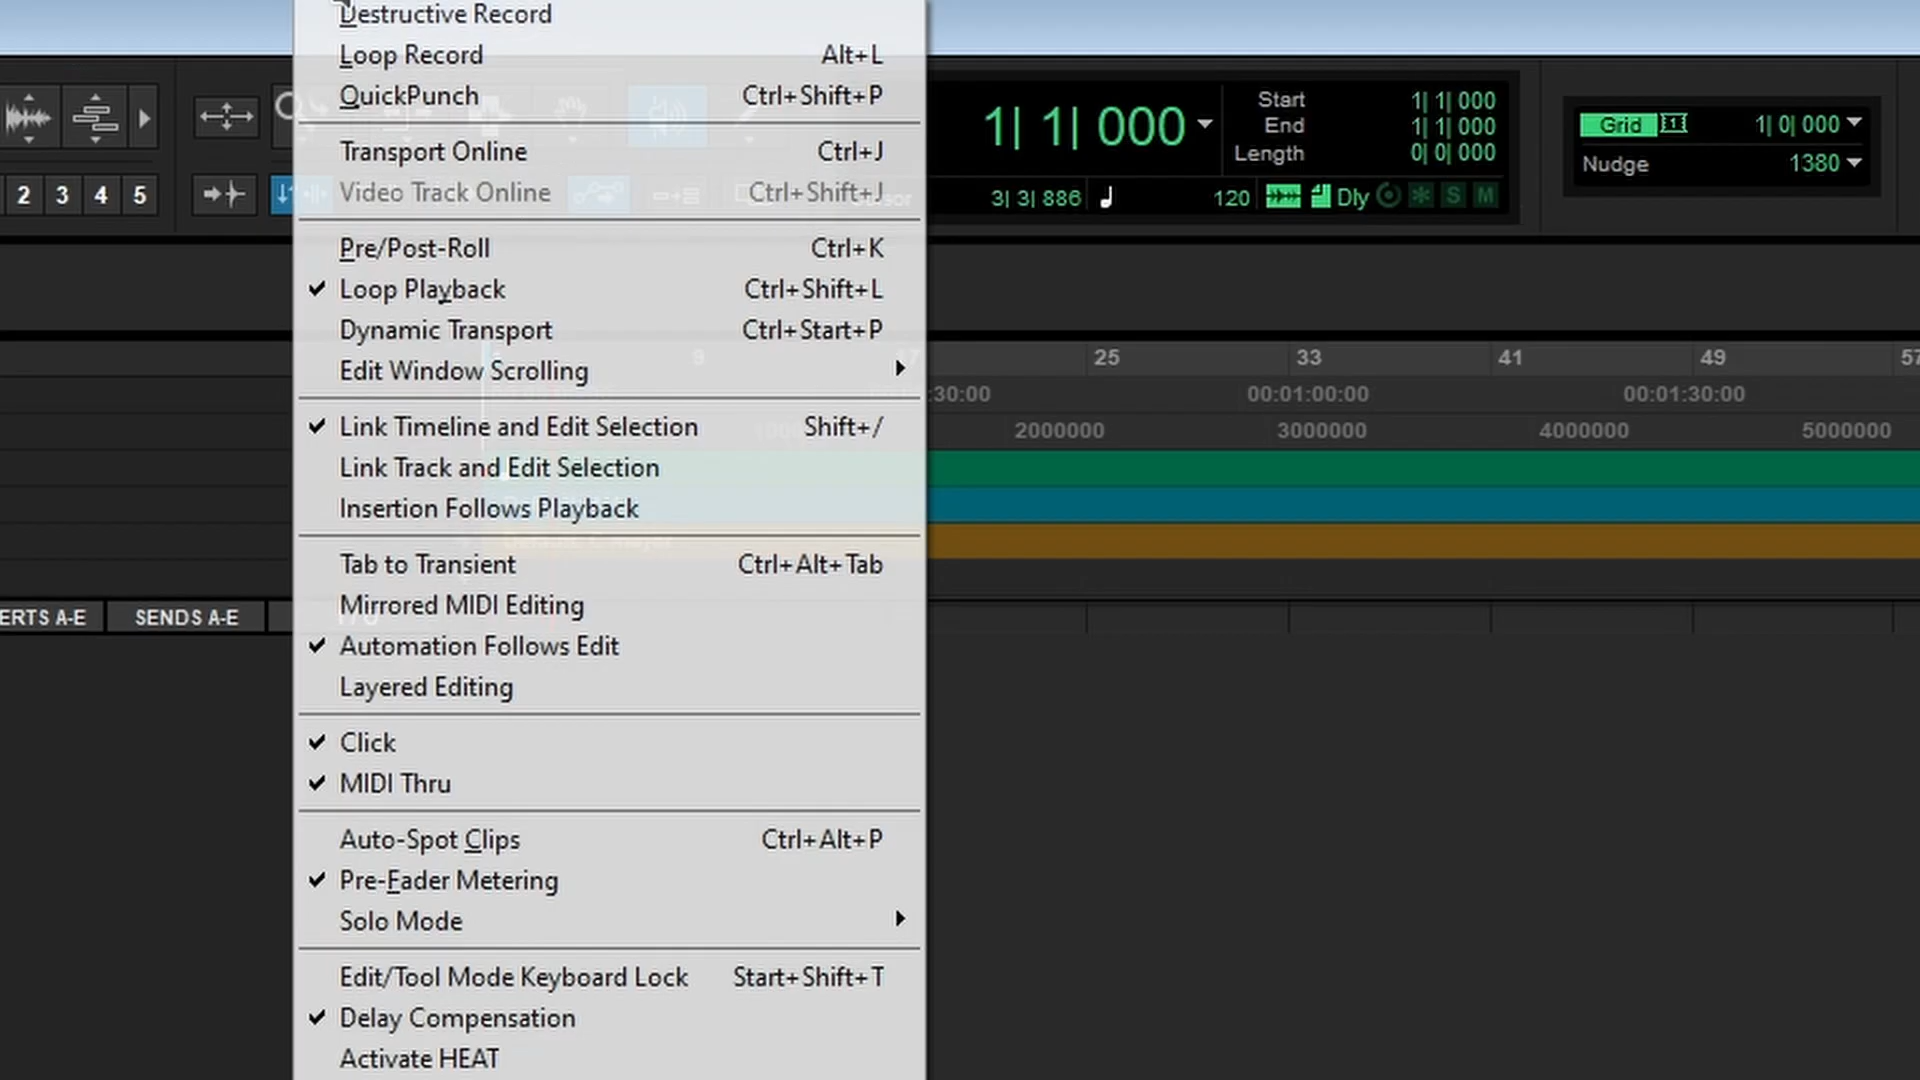 Destructive Record
Loop Record Alt+L
QuickPunch Ctrl+Shift+P
Transport Online Ctrl+J
Video Track Online Ctrl+Shift+J
Pre/Post-Roll Ctrl+K
Loop Playback Ctrl+Shift+L
Dynamic Transport Ctrl+Start+P
Edit Window Scrolling
Link Timeline and Edit Selection Shift+/
Link Track and Edit Selection
Insertion Follows Playback
Tab to Transient Ctrl+Alt+Tab
Mirrored MIDI Editing
Automation Follows Edit
Layered Editing
Click
MIDI Thru
Auto-Spot Clips Ctrl+Alt+P
Pre-Fader Metering
Solo Mode
Edit/Tool Mode Keyboard Lock Start+Shift+T
Delay Compensation
Activate HEAT
2 3 4 5
1| 1| 000
Start 1| 1| 000
End 1| 1| 000
Length 0| 0| 000
3| 3| 886 120 Dly S M
Grid 1| 0| 000
Nudge 1380
9 25 33 41 49 57
:30:00 00:01:00:00 00:01:30:00
2000000 3000000 4000000 5000000
ERTS A-E SENDS A-E